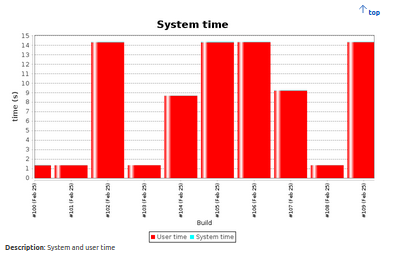 top
System time
15
14
13
12
11
10
9
8
7
6
5
4
3
2
1
0
time (s)
#100 (Feb 25)
#101 (Feb 25)
#102 (Feb 25)
#103 (Feb 25)
#104 (Feb 25)
#105 (Feb 25)
#106 (Feb 25)
#107 (Feb 25)
#108 (Feb 25)
#109 (Feb 25)
Build
User time System time
Description: System and user time